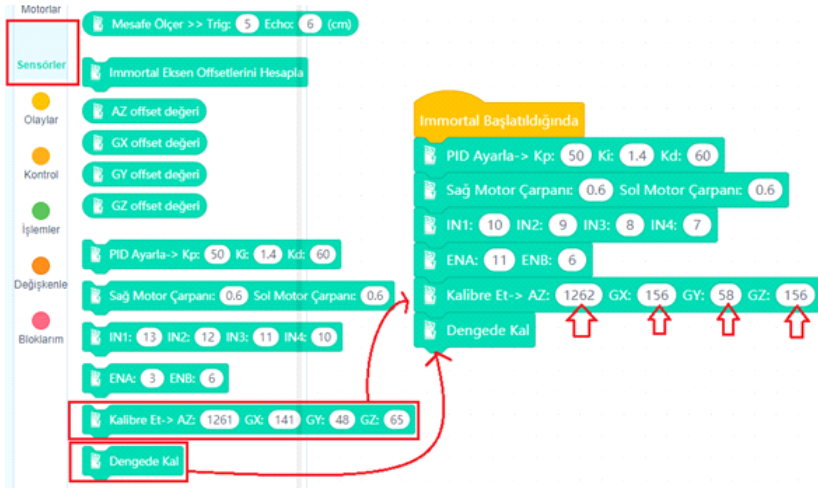 Motorlar
Sensörler
Olaylar
Kontrol
İşlemler
Değişkenle
Bloklarım
Mesafe Ölçer >> Trig: 5 Echo: 6 (cm)
Immortal Eksen Offsetlerini Hesapla
AZ offset değeri
GX offset değeri
GY offset değeri
GZ offset değeri
PID Ayarla-> Kp: 50 Ki: 1.4 Kd: 60
Sağ Motor Çarpanı: 0.6 Sol Motor Çarpanı: 0.6
IN1: 13 IN2: 12 IN3: 11 IN4: 10
ENA: 3 ENB: 6
Kalibre Et-> AZ: 1261 GX: 141 GY: 48 GZ: 65
Dengede Kal
Immortal Başlatıldığında
PID Ayarla-> Kp: 50 Ki: 1.4 Kd: 60
Sağ Motor Çarpanı: 0.6 Sol Motor Çarpanı: 0.6
IN1: 10 IN2: 9 IN3: 8 IN4: 7
ENA: 11 ENB: 6
Kalibre Et-> AZ: 1262 GX: 156 GY: 58 GZ: 156
Dengede Kal